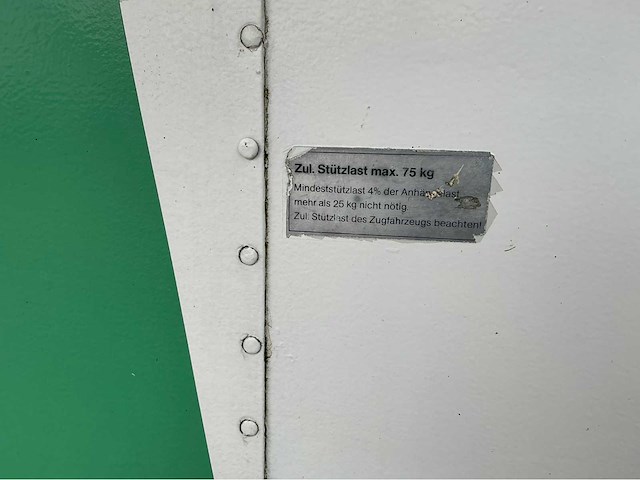 Zul. Stützlast max. 75 kg
Mindeststützlast 4% der Anhängelast
mehr als 25 kg nicht nötig.
Zul. Stützlast des Zugfahrzeugs beachten!